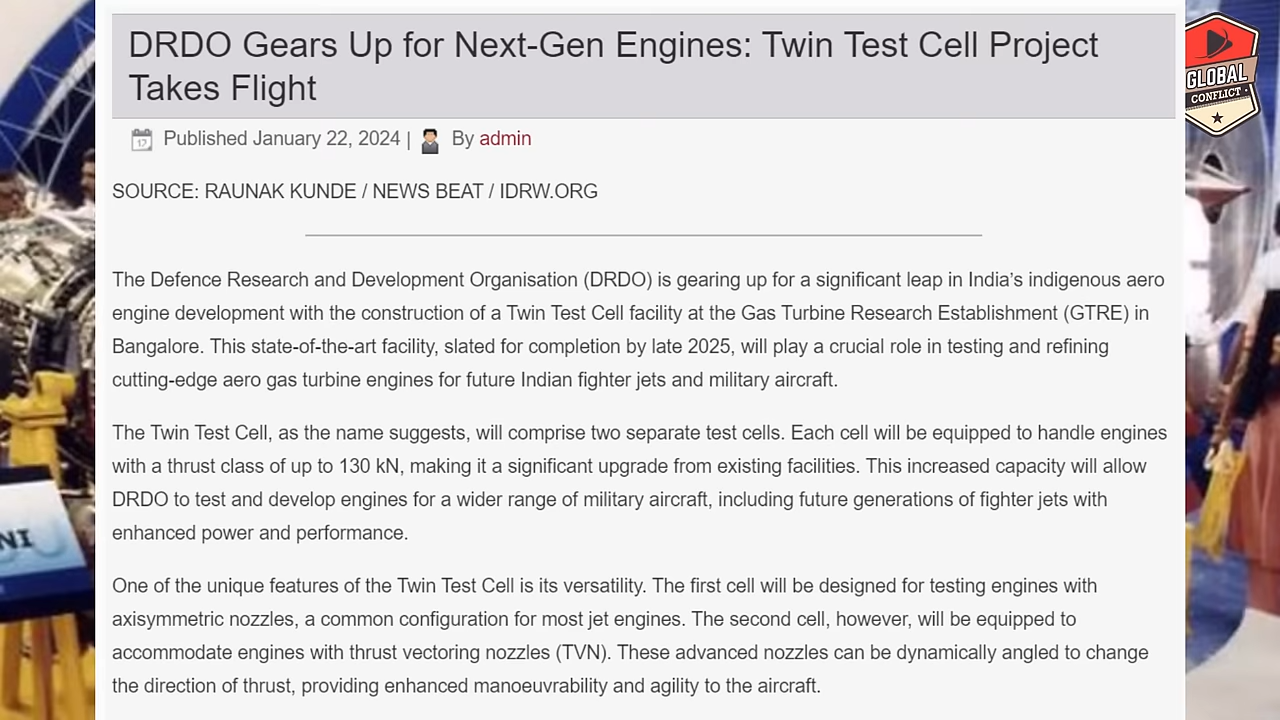 DRDO Gears Up for Next-Gen Engines: Twin Test Cell Project
Takes Flight
GLOBAL
CONFLICT
17
Published January 22, 2024 | By admin
SOURCE: RAUNAK KUNDE / NEWS BEAT / IDRW.ORG
The Defence Research and Development Organisation (DRDO) is gearing up for a significant leap in India’s indigenous aero
engine development with the construction of a Twin Test Cell facility at the Gas Turbine Research Establishment (GTRE) in
Bangalore. This state-of-the-art facility, slated for completion by late 2025, will play a crucial role in testing and refining
cutting-edge aero gas turbine engines for future Indian fighter jets and military aircraft.
The Twin Test Cell, as the name suggests, will comprise two separate test cells. Each cell will be equipped to handle engines
with a thrust class of up to 130 kN, making it a significant upgrade from existing facilities. This increased capacity will allow
DRDO to test and develop engines for a wider range of military aircraft, including future generations of fighter jets with
enhanced power and performance.
NI
One of the unique features of the Twin Test Cell is its versatility. The first cell will be designed for testing engines with
axisymmetric nozzles, a common configuration for most jet engines. The second cell, however, will be equipped to
accommodate engines with thrust vectoring nozzles (TVN). These advanced nozzles can be dynamically angled to change
the direction of thrust, providing enhanced manoeuvrability and agility to the aircraft.